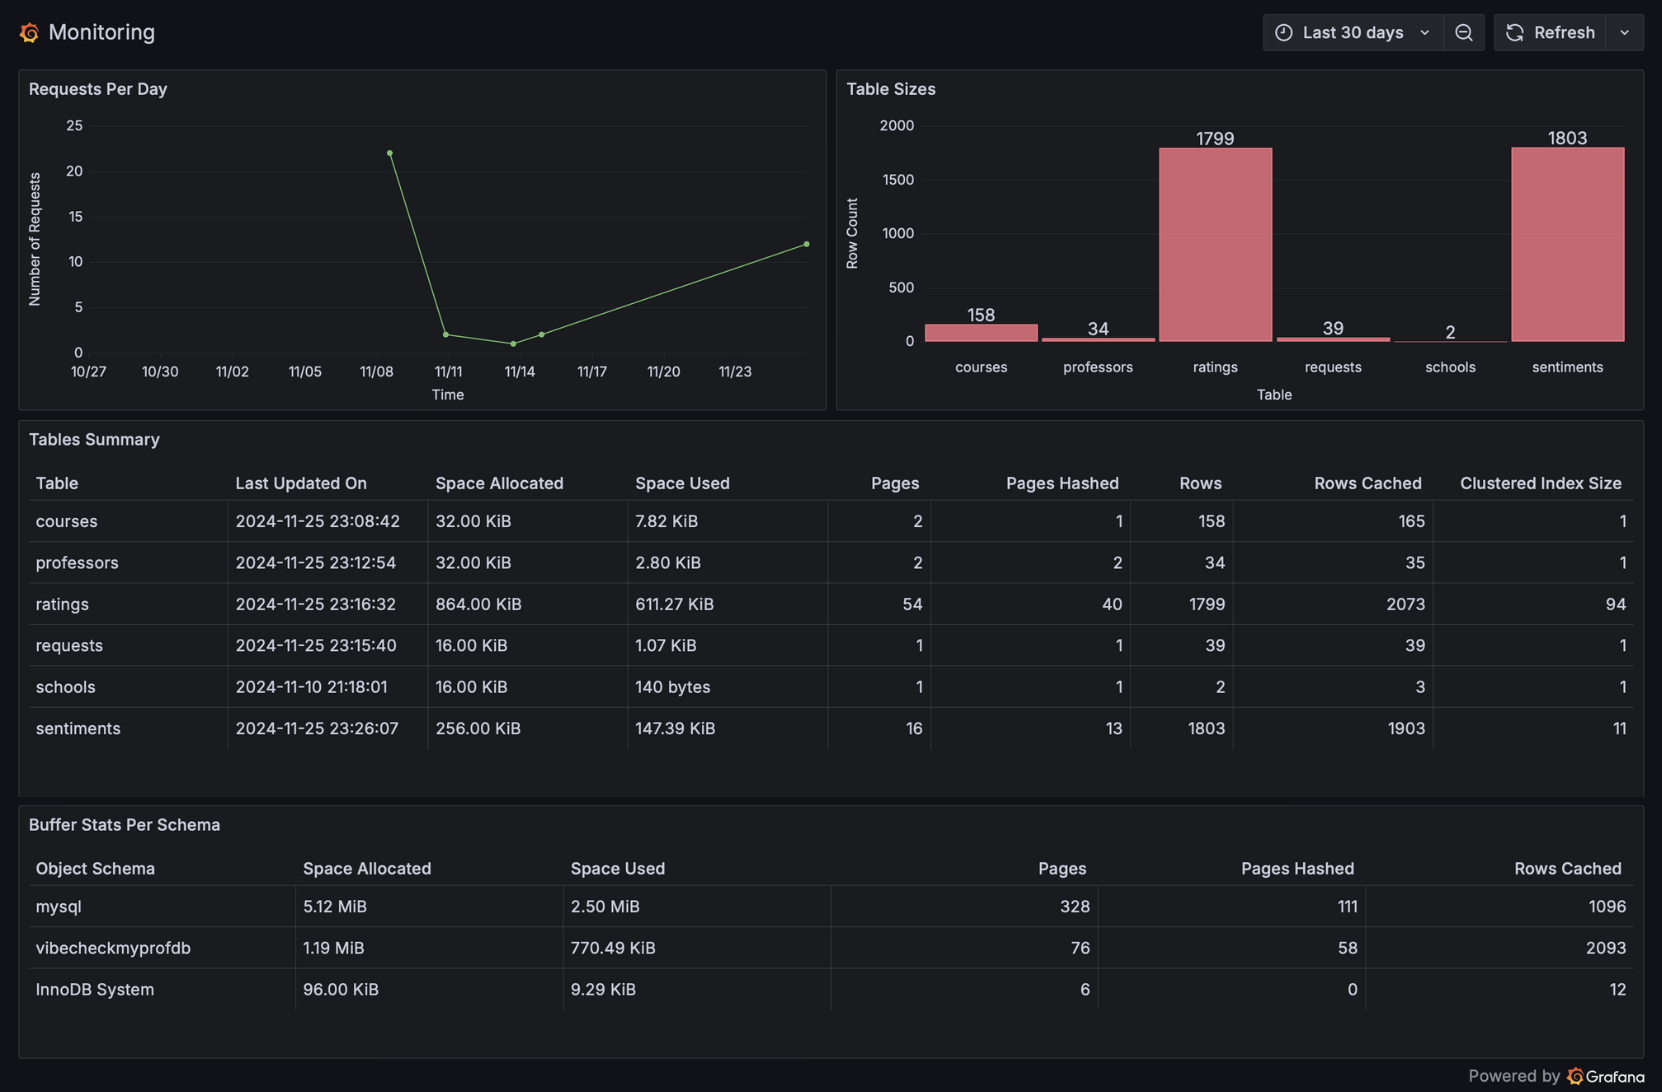 Monitoring
Last 30 days
Refresh
Requests Per Day
Number of Requests
25
20
15
10
5
0
10/27 10/30 11/02 11/05 11/08 11/11 11/14 11/17 11/20 11/23
Time
Table Sizes
Row Count
2000
1500
1000
500
0
158 34 1799 39 2 1803
courses professors ratings requests schools sentiments
Table
Tables Summary
Table Last Updated On Space Allocated Space Used Pages Pages Hashed Rows Rows Cached Clustered Index Size
courses 2024-11-25 23:08:42 32.00 KiB 7.82 KiB 2 1 158 165 1
professors 2024-11-25 23:12:54 32.00 KiB 2.80 KiB 2 2 34 35 1
ratings 2024-11-25 23:16:32 864.00 KiB 611.27 KiB 54 40 1799 2073 94
requests 2024-11-25 23:15:40 16.00 KiB 1.07 KiB 1 1 39 39 1
schools 2024-11-10 21:18:01 16.00 KiB 140 bytes 1 1 2 3 1
sentiments 2024-11-25 23:26:07 256.00 KiB 147.39 KiB 16 13 1803 1903 11
Buffer Stats Per Schema
Object Schema Space Allocated Space Used Pages Pages Hashed Rows Cached
mysql 5.12 MiB 2.50 MiB 328 111 1096
vibecheckmyprofdb 1.19 MiB 770.49 KiB 76 58 2093
InnoDB System 96.00 KiB 9.29 KiB 6 0 12
Powered by Grafana